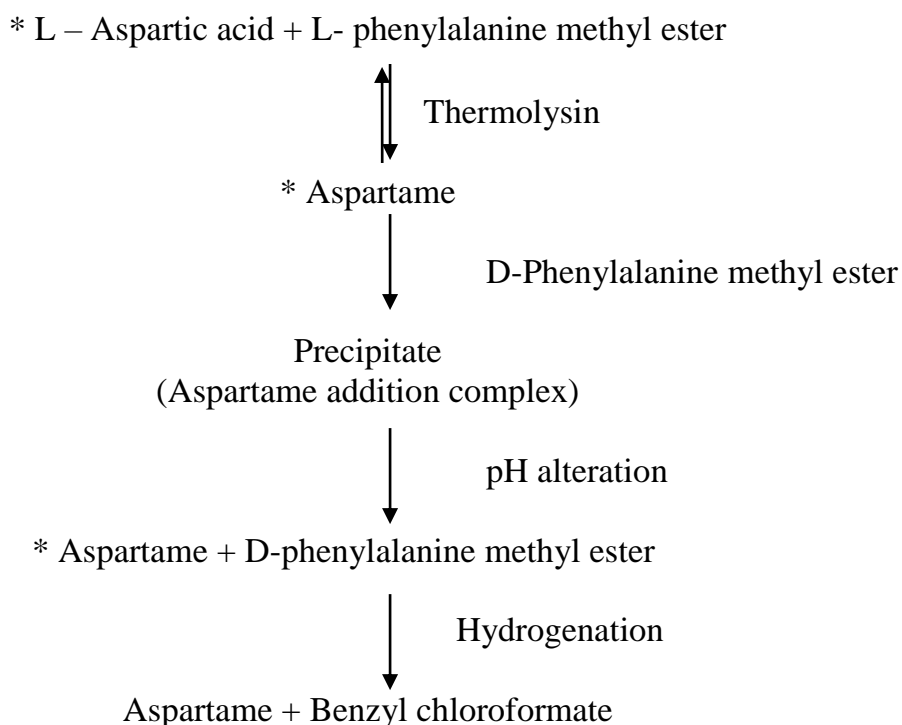 * L – Aspartic acid + L- phenylalanine methyl ester
Thermolysin
* Aspartame
D-Phenylalanine methyl ester
Precipitate
(Aspartame addition complex)
pH alteration
* Aspartame + D-phenylalanine methyl ester
Hydrogenation
Aspartame + Benzyl chloroformate